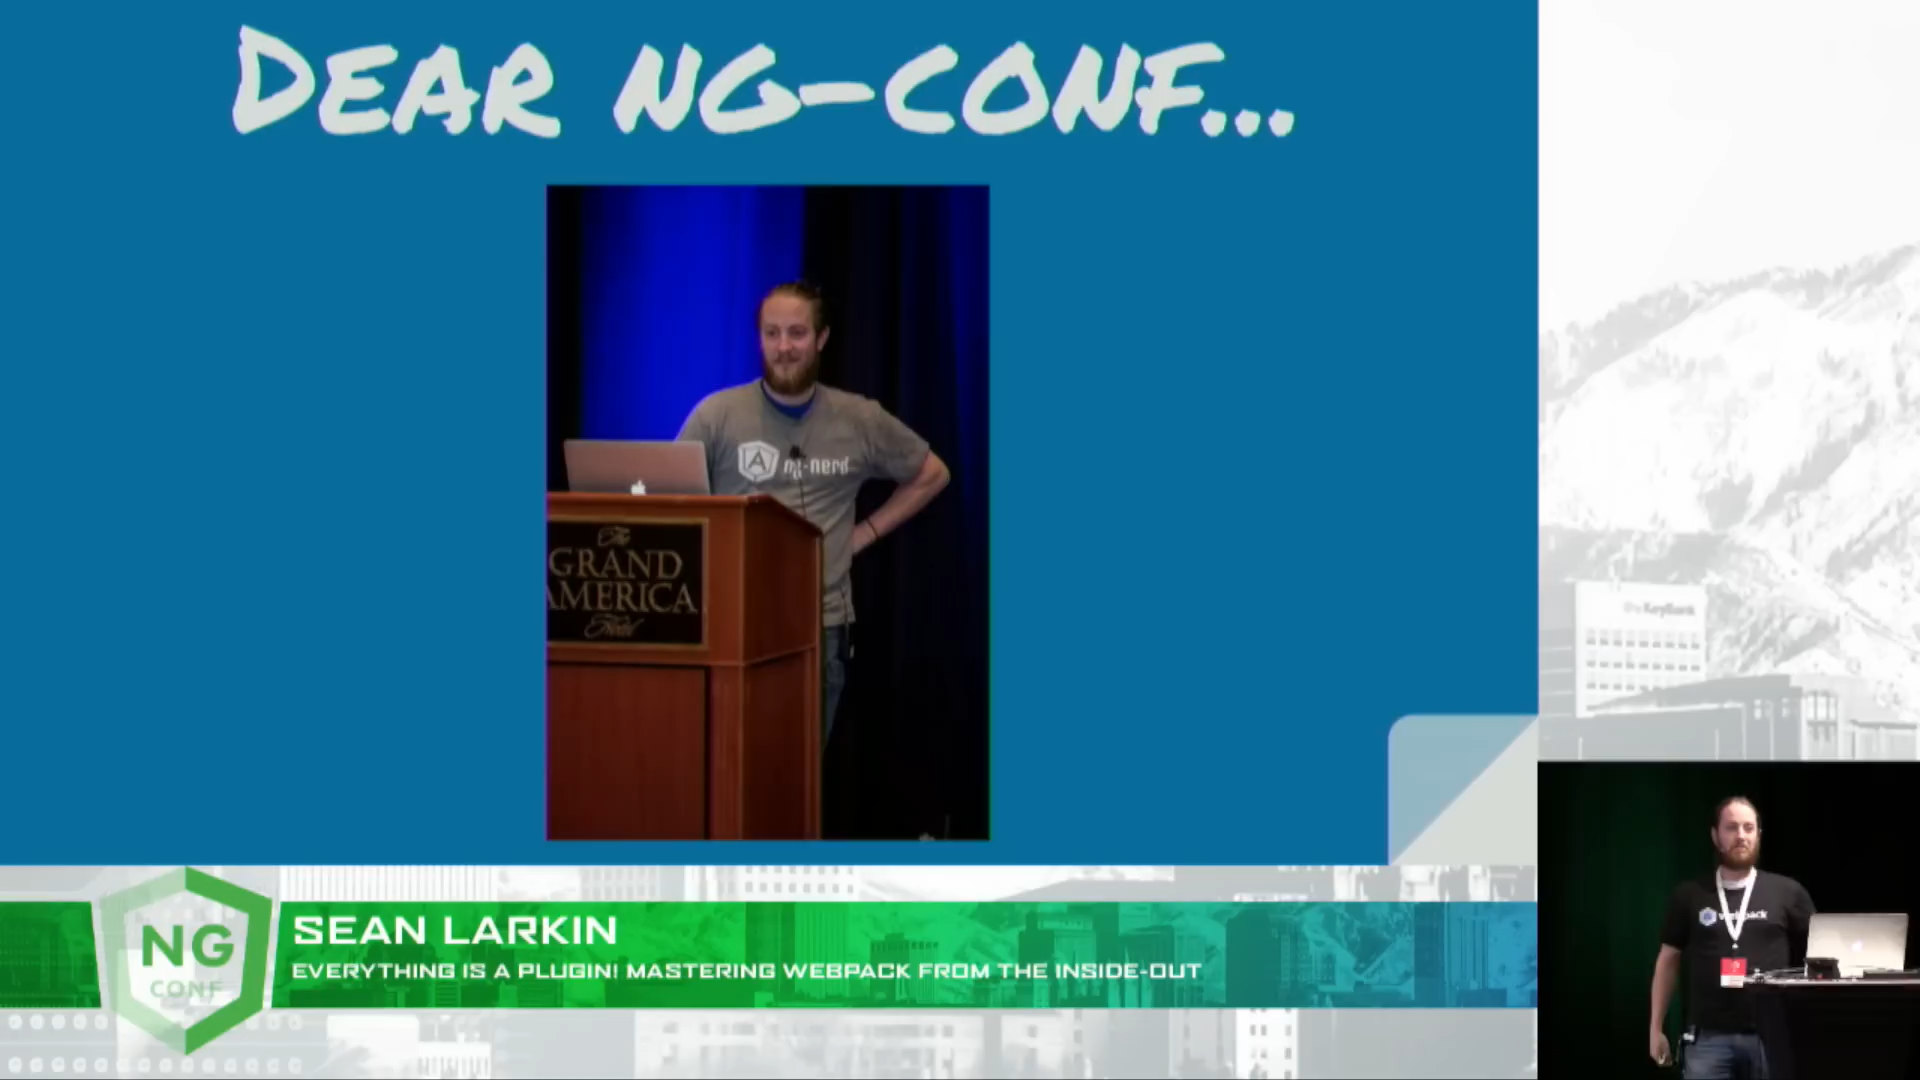 DEAR NG-CONF...
ng-nerd
The
GRAND
AMERICA
Hotel
KeyBank
webpack
NG
CONF
SEAN LARKIN
EVERYTHING IS A PLUGIN! MASTERING WEBPACK FROM THE INSIDE-OUT